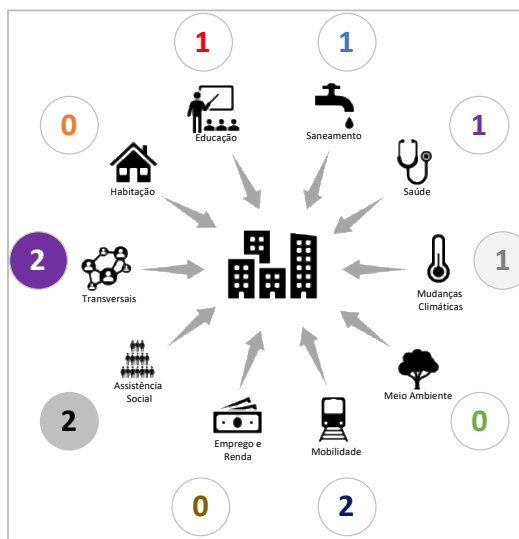 1
1
0
Educação
Saneamento
1
Habitação
Saúde
2
Transversais
Mudanças
Climáticas
1
Assistência
Social
Meio Ambiente
2
Emprego e
Renda
Mobilidade
0
0
2